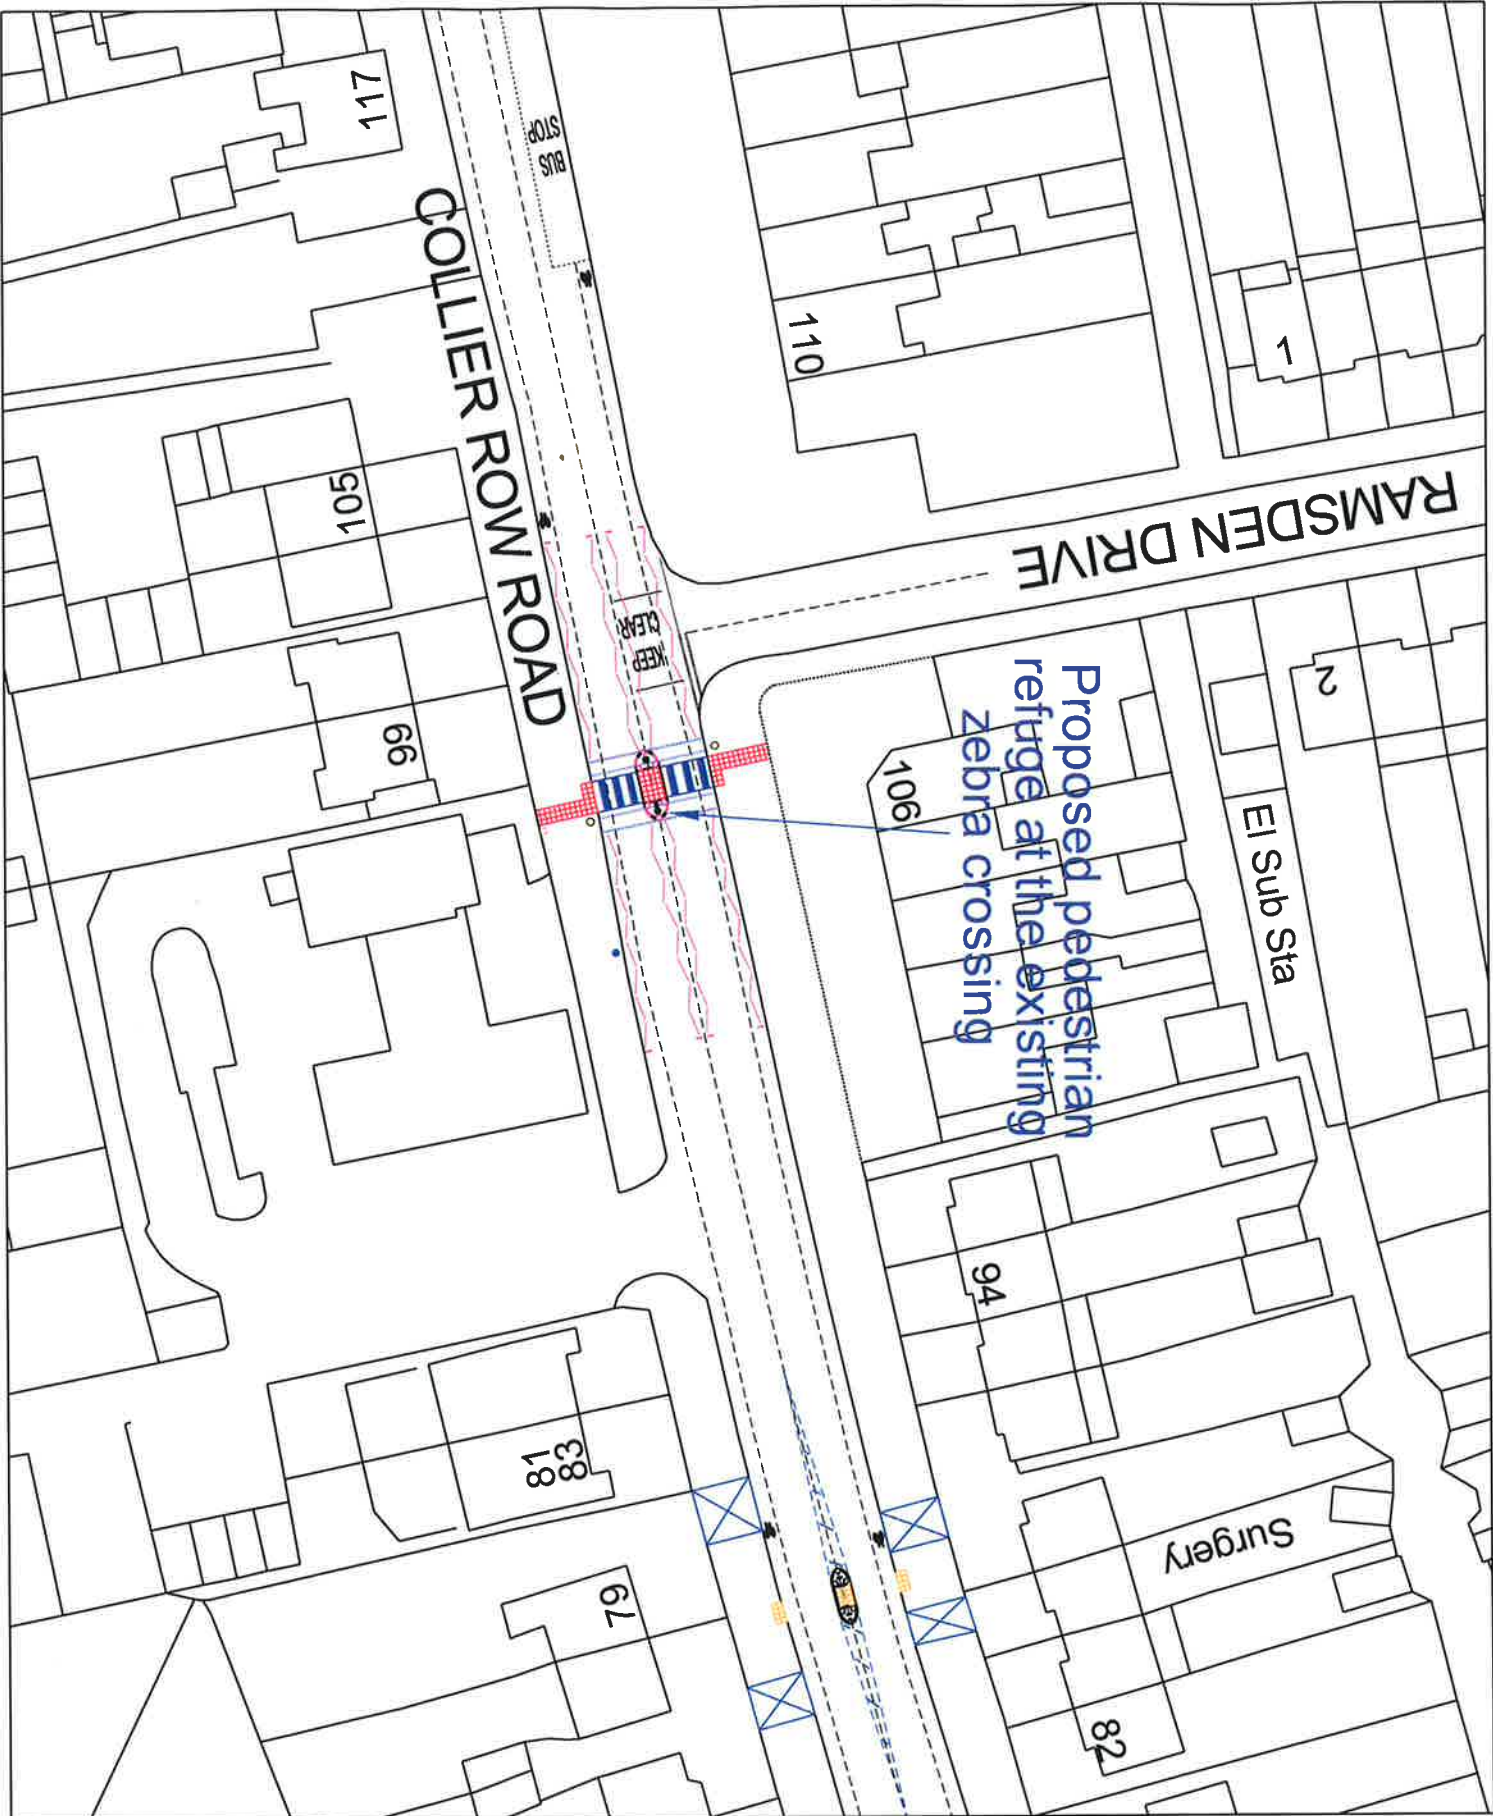 117
BUS
STOP
COLLIER ROW ROAD
110
1
RAMSDEN DRIVE
105
KEEP
CLEAR
99
2
Proposed pedestrian
refuge at the existing
zebra crossing
106
El Sub Sta
94
81
83
Surgery
79
82